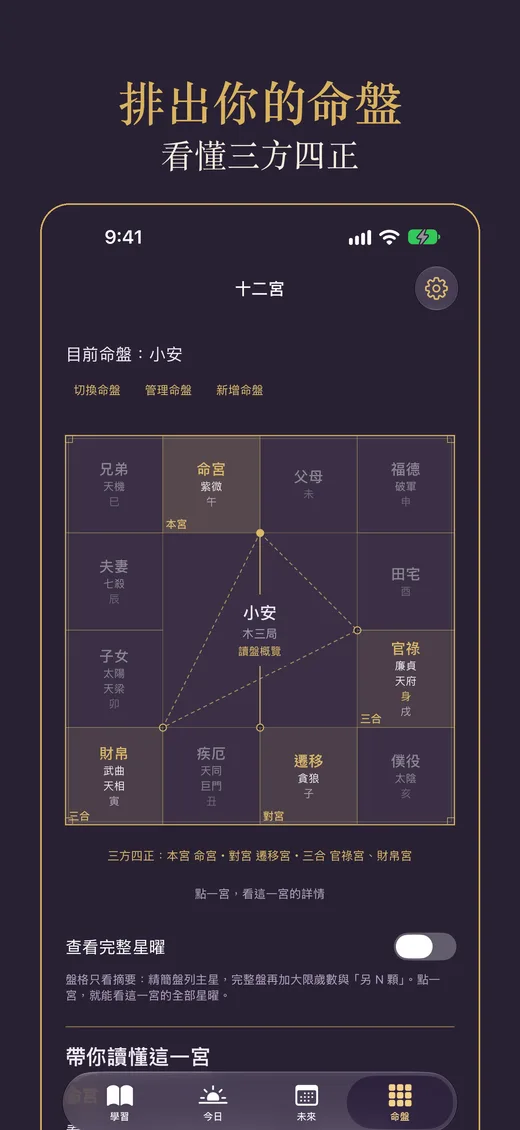 排出你的命盤
看懂三方四正
9:41
十二宮
目前命盤：小安
切換命盤 管理命盤 新增命盤
兄弟
天機
巳
命宮
紫微
午
本宮
父母
未
福德
破軍
申
夫妻
七殺
辰
田宅
酉
小安
木三局
讀盤概覽
子女
太陽
天梁
卯
官祿
廉貞
天府
身
戌
三合
財帛
武曲
天相
寅
三合
疾厄
天同
巨門
丑
遷移
貪狼
子
對宮
僕役
太陰
亥
三方四正：本宮 命宮・對宮 遷移宮・三合 官祿宮、財帛宮
點一宮，看這一宮的詳情
查看完整星曜
盤格只看摘要：精簡盤列主星，完整盤再加大限歲數與「另 N 顆」。點一
宮，就能看這一宮的全部星曜。
帶你讀懂這一宮
命宮
學習 今日 未來 命盤